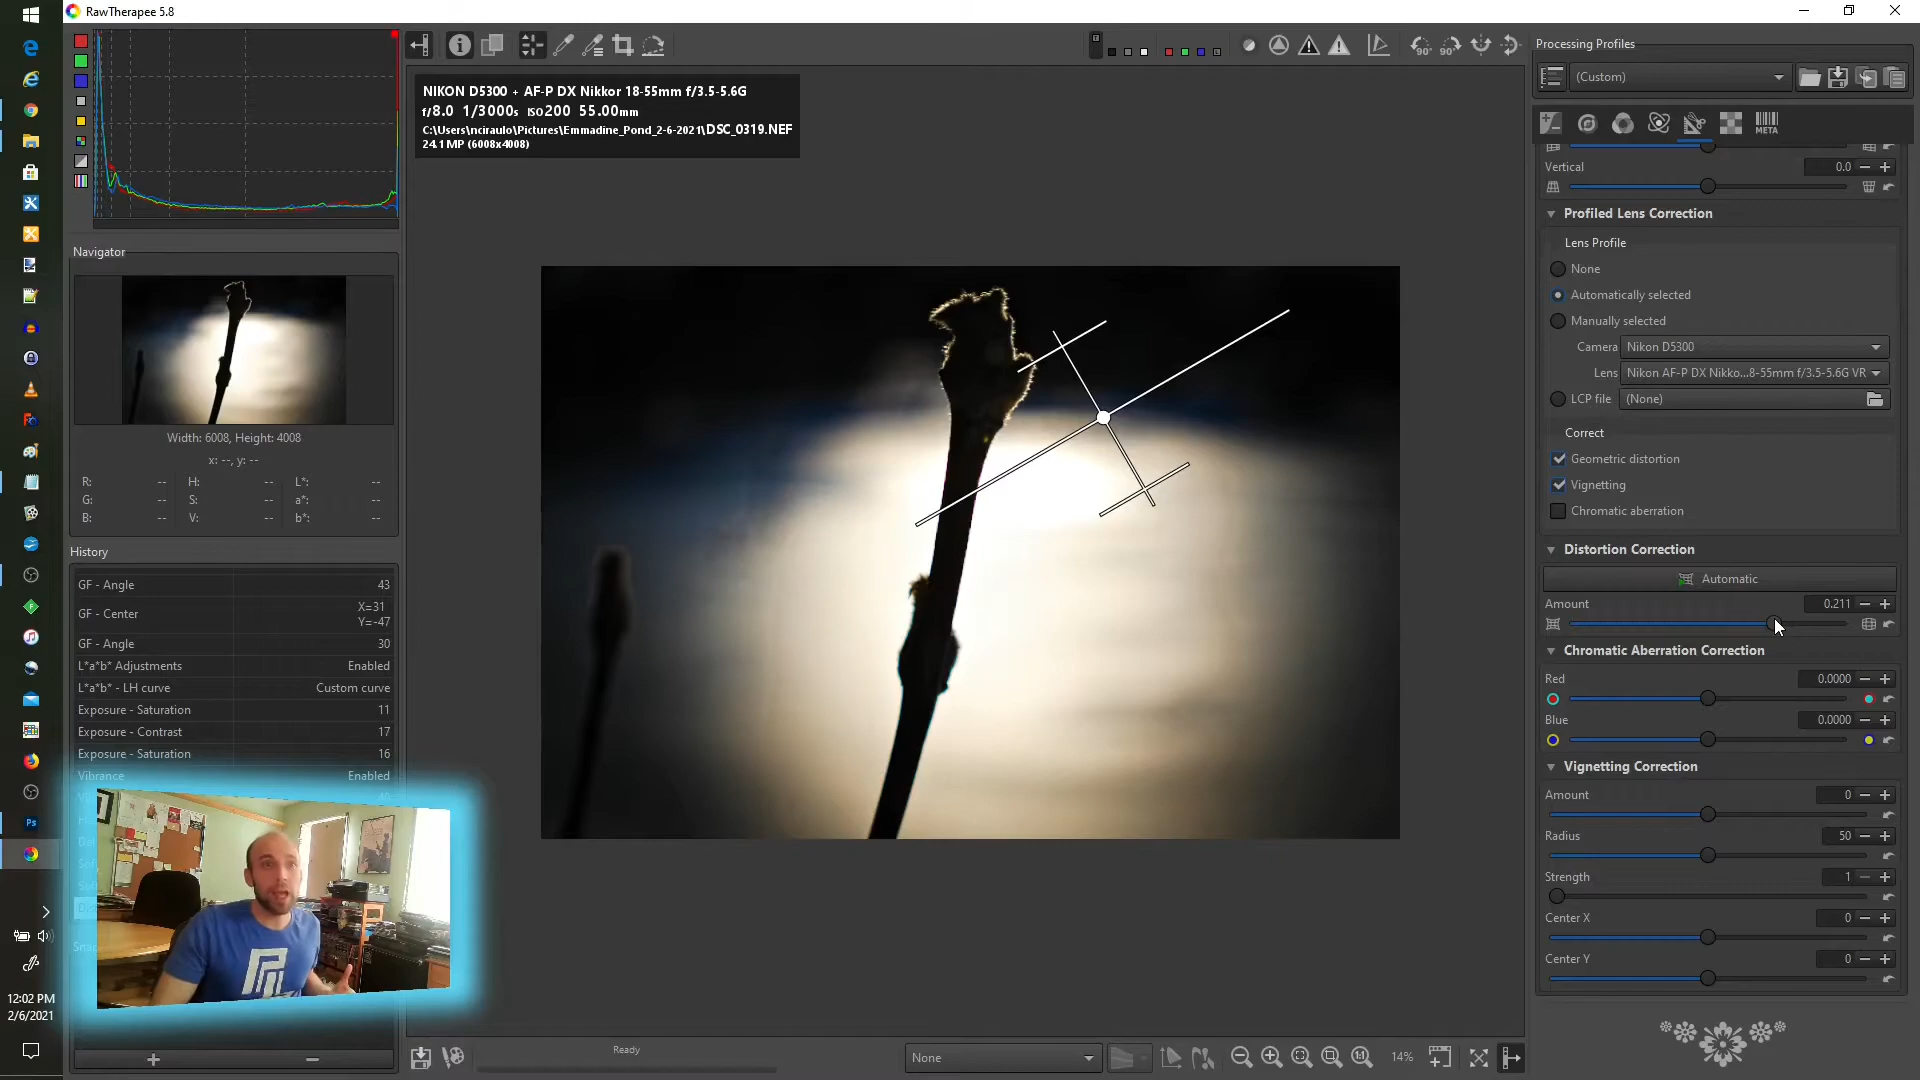 RawTherapee 5.8
Processing Profiles
(Custom)
NIKON D5300 + AF-P DX Nikkor 18-55mm f/3.5-5.6G
f/8.0 1/3000s ISO200 55.00mm
C:\Users\nciraulo\Pictures\Emmadine_Pond_2-6-2021\DSC_0319.NEF
24.1 MP (6008x4008)
META
Vertical 0.0
Profiled Lens Correction
Lens Profile
None
Automatically selected
Manually selected
Camera Nikon D5300
Lens Nikon AF-P DX Nikko...8-55mm f/3.5-5.6G VR
LCP file (None)
Correct
Geometric distortion
Vignetting
Chromatic aberration
Distortion Correction
Automatic
Amount 0.211
Chromatic Aberration Correction
Red 0.0000
Blue 0.0000
Vignetting Correction
Amount 0
Radius 50
Strength 1
Center X 0
Center Y 0
Navigator
Width: 6008, Height: 4008
x: --, y: --
R: -- H: -- L*: --
G: -- S: -- a*: --
B: -- V: -- b*: --
History
GF - Angle 43
GF - Center X=31
Y=-47
GF - Angle 30
L*a*b* Adjustments Enabled
L*a*b* - LH curve Custom curve
Exposure - Saturation 11
Exposure - Contrast 17
Exposure - Saturation 16
Vibrance Enabled
12:02 PM
2/6/2021
Ready
None
14%